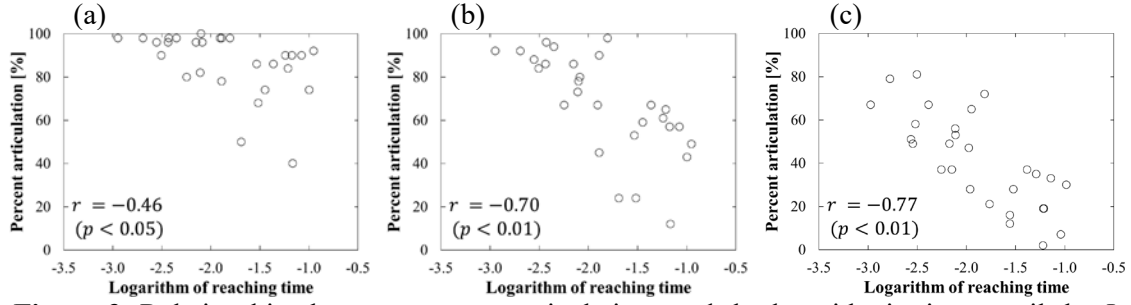 (a)
Percent articulation [%]
100
80
60
40
20
0
r = −0.46
(p < 0.05)
-3.5 -3.0 -2.5 -2.0 -1.5 -1.0 -0.5
Logarithm of reaching time
(b)
Percent articulation [%]
100
80
60
40
20
0
r = −0.70
(p < 0.01)
-3.5 -3.0 -2.5 -2.0 -1.5 -1.0 -0.5
Logarithm of reaching time
(c)
Percent articulation [%]
100
80
60
40
20
0
r = −0.77
(p < 0.01)
-3.5 -3.0 -2.5 -2.0 -1.5 -1.0 -0.5
Logarithm of reaching time